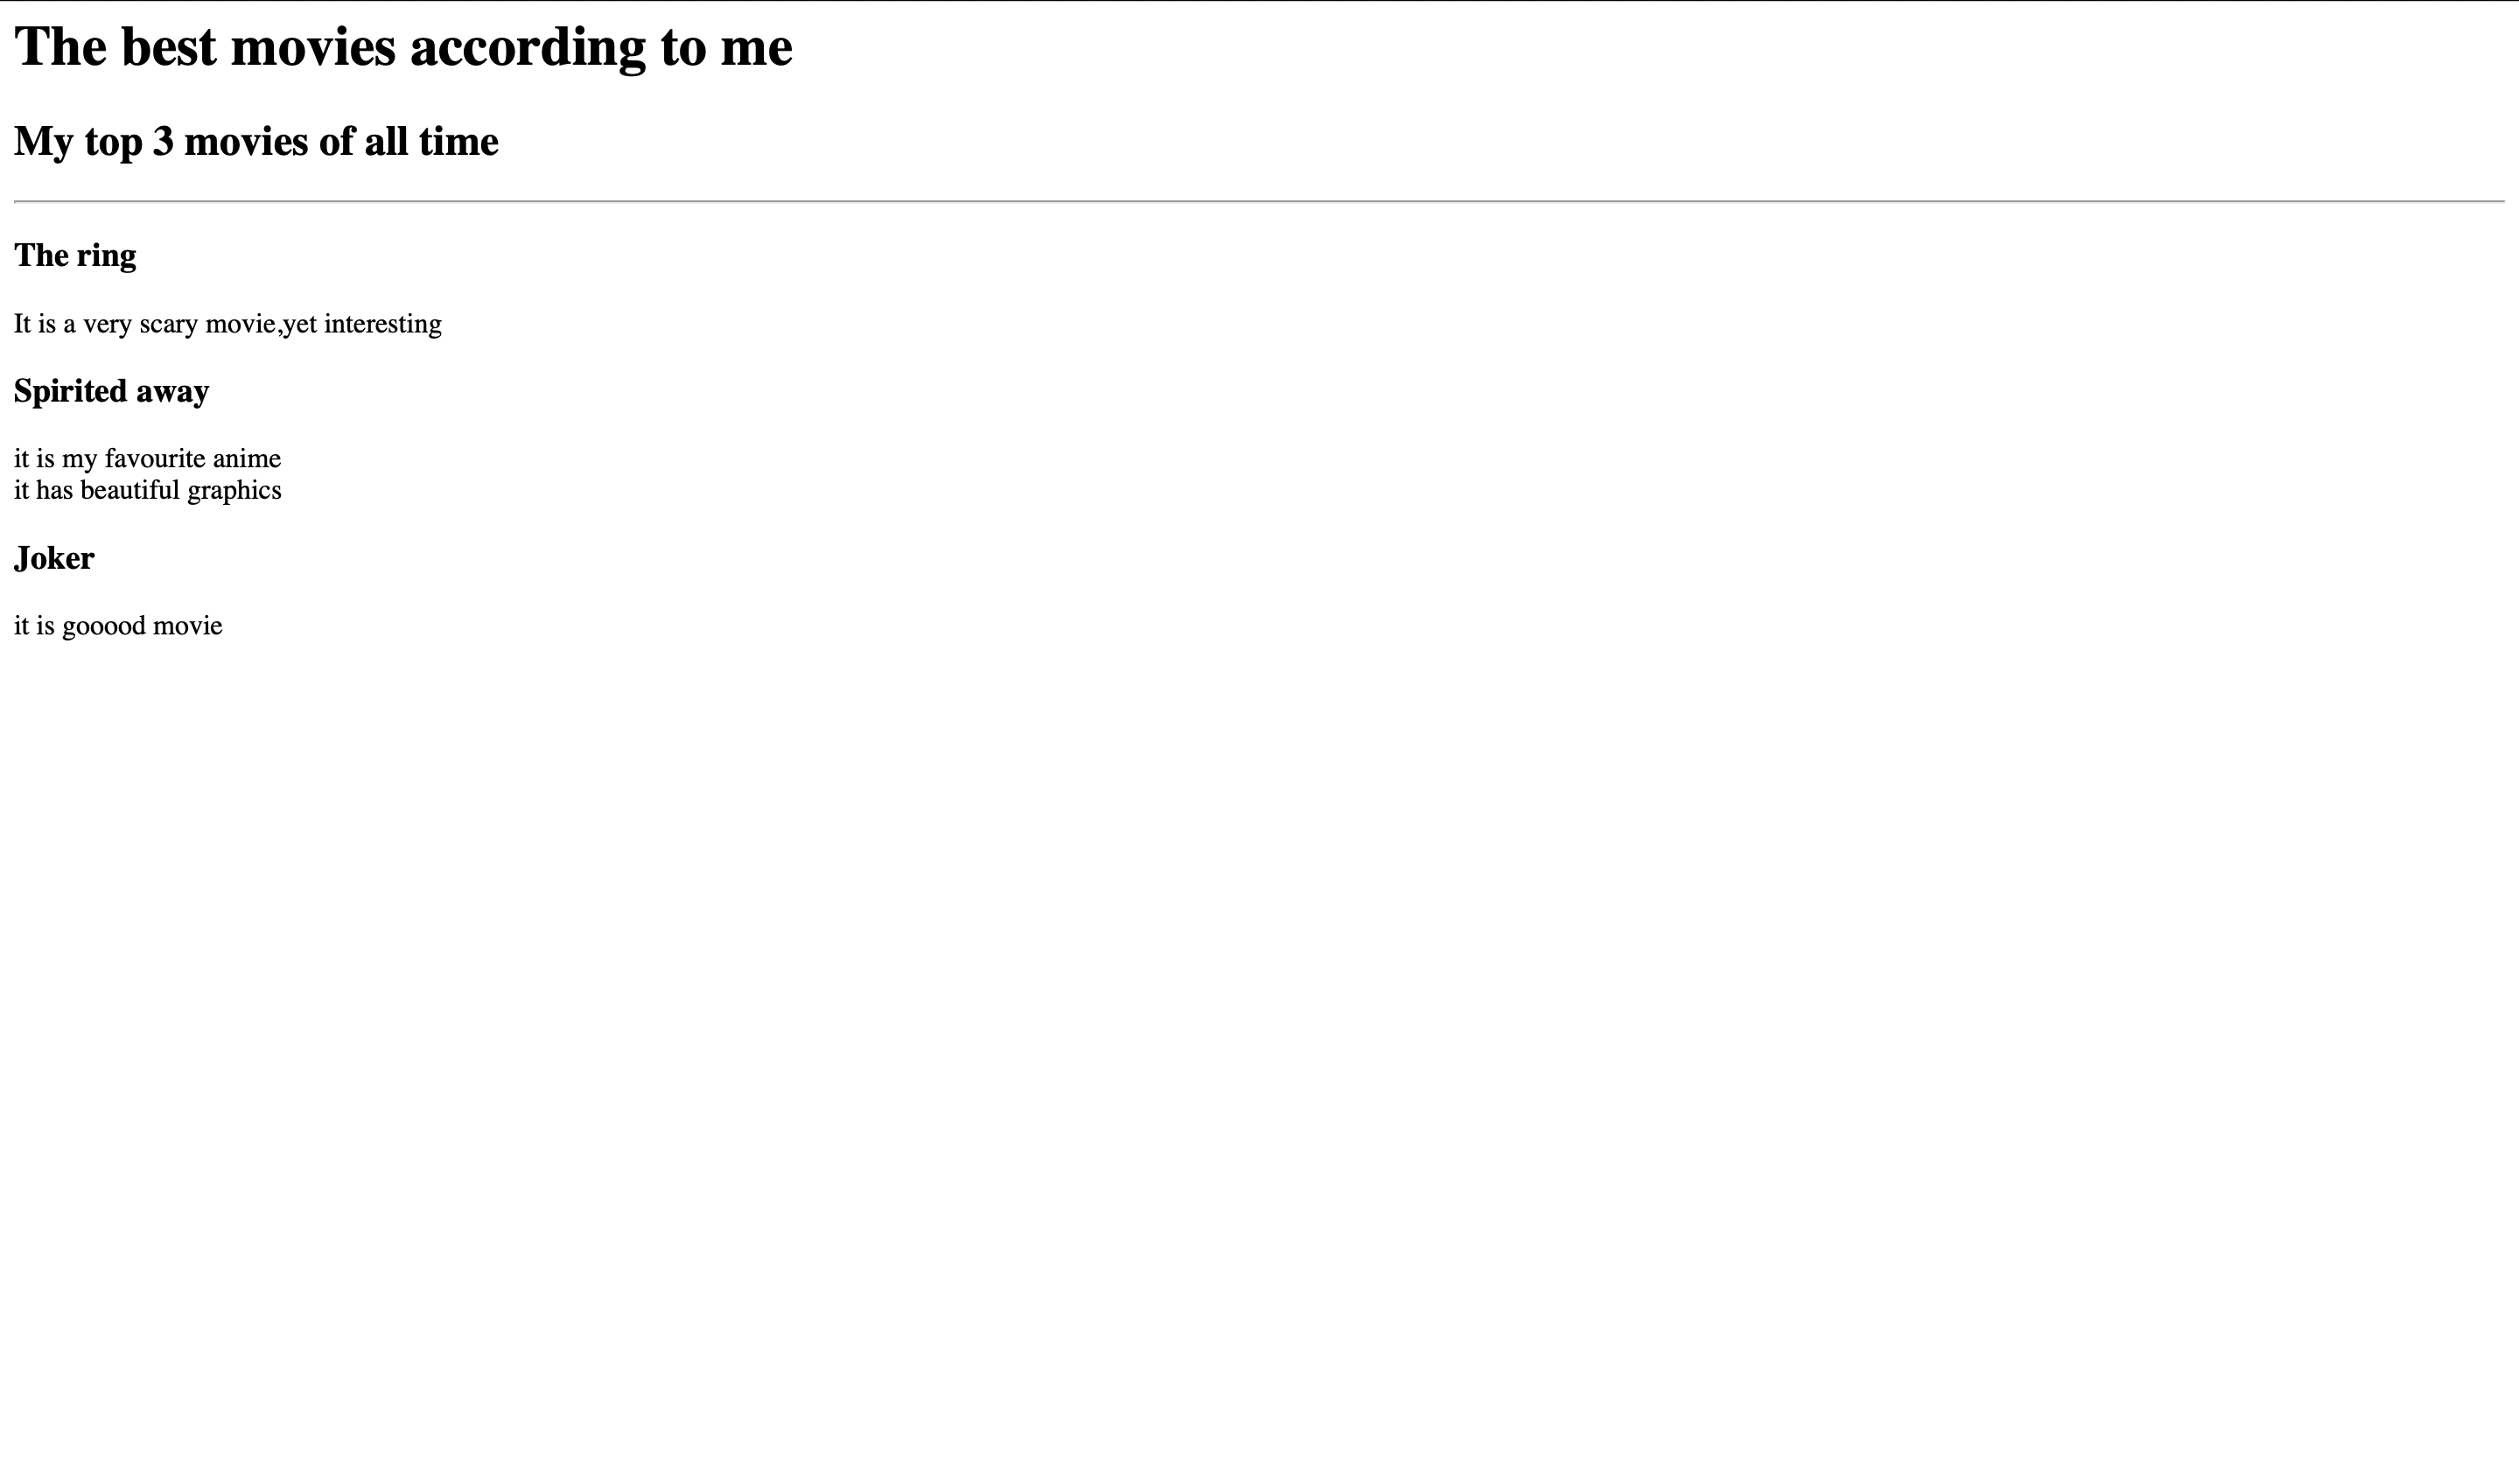 The best movies according to me
My top 3 movies of all time
The ring
It is a very scary movie,yet interesting
Spirited away
it is my favourite anime
it has beautiful graphics
Joker
it is gooood movie